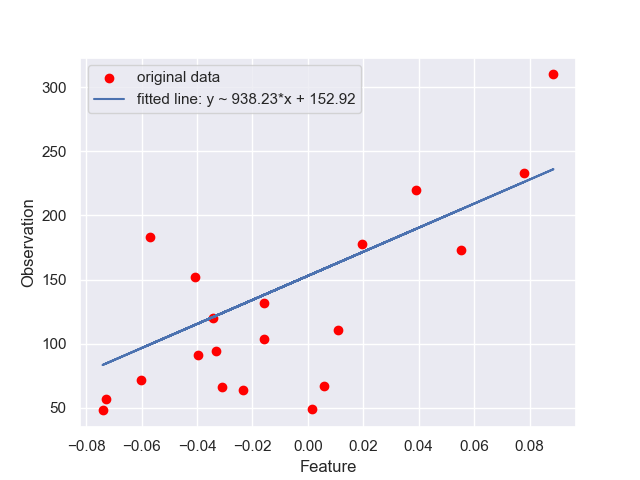 original data
fitted line: y ~ 938.23*x + 152.92
300
250
200
150
100
50
Observation
−0.08 −0.06 −0.04 −0.02 0.00 0.02 0.04 0.06 0.08
Feature